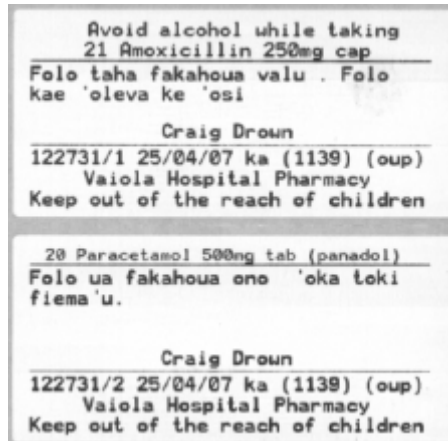 Avoid alcohol while taking
21 Amoxicillin 250mg cap
Folo taha fakahoua valu . Folo
kae 'oleva ke 'osi
Craig Drown
122731/1 25/04/07 ka (1139) (oup)
Vaiola Hospital Pharmacy
Keep out of the reach of children
20 Paracetamol 500mg tab (panadol)
Folo ua fakahoua ono 'oka toki
fiema'u.
Craig Drown
122731/2 25/04/07 ka (1139) (oup)
Vaiola Hospital Pharmacy
Keep out of the reach of children